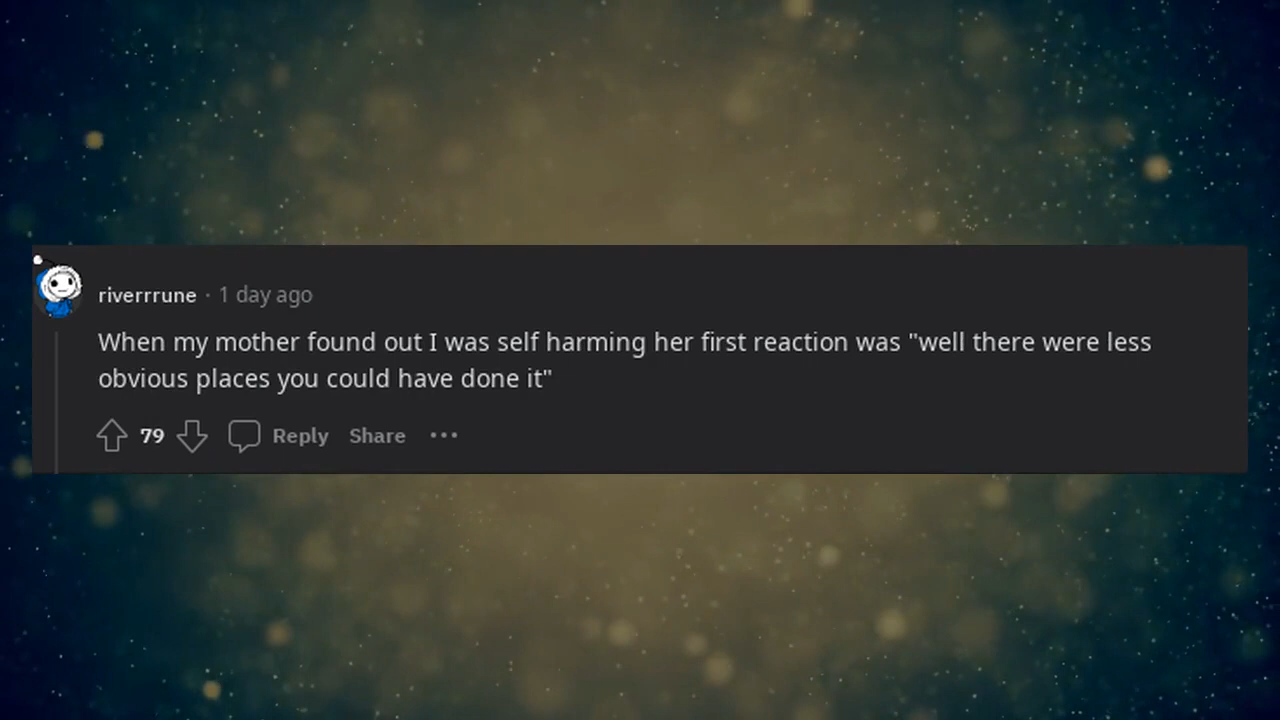 riverrrune · 1 day ago
When my mother found out I was self harming her first reaction was "well there were less
obvious places you could have done it"
79 Reply Share ···